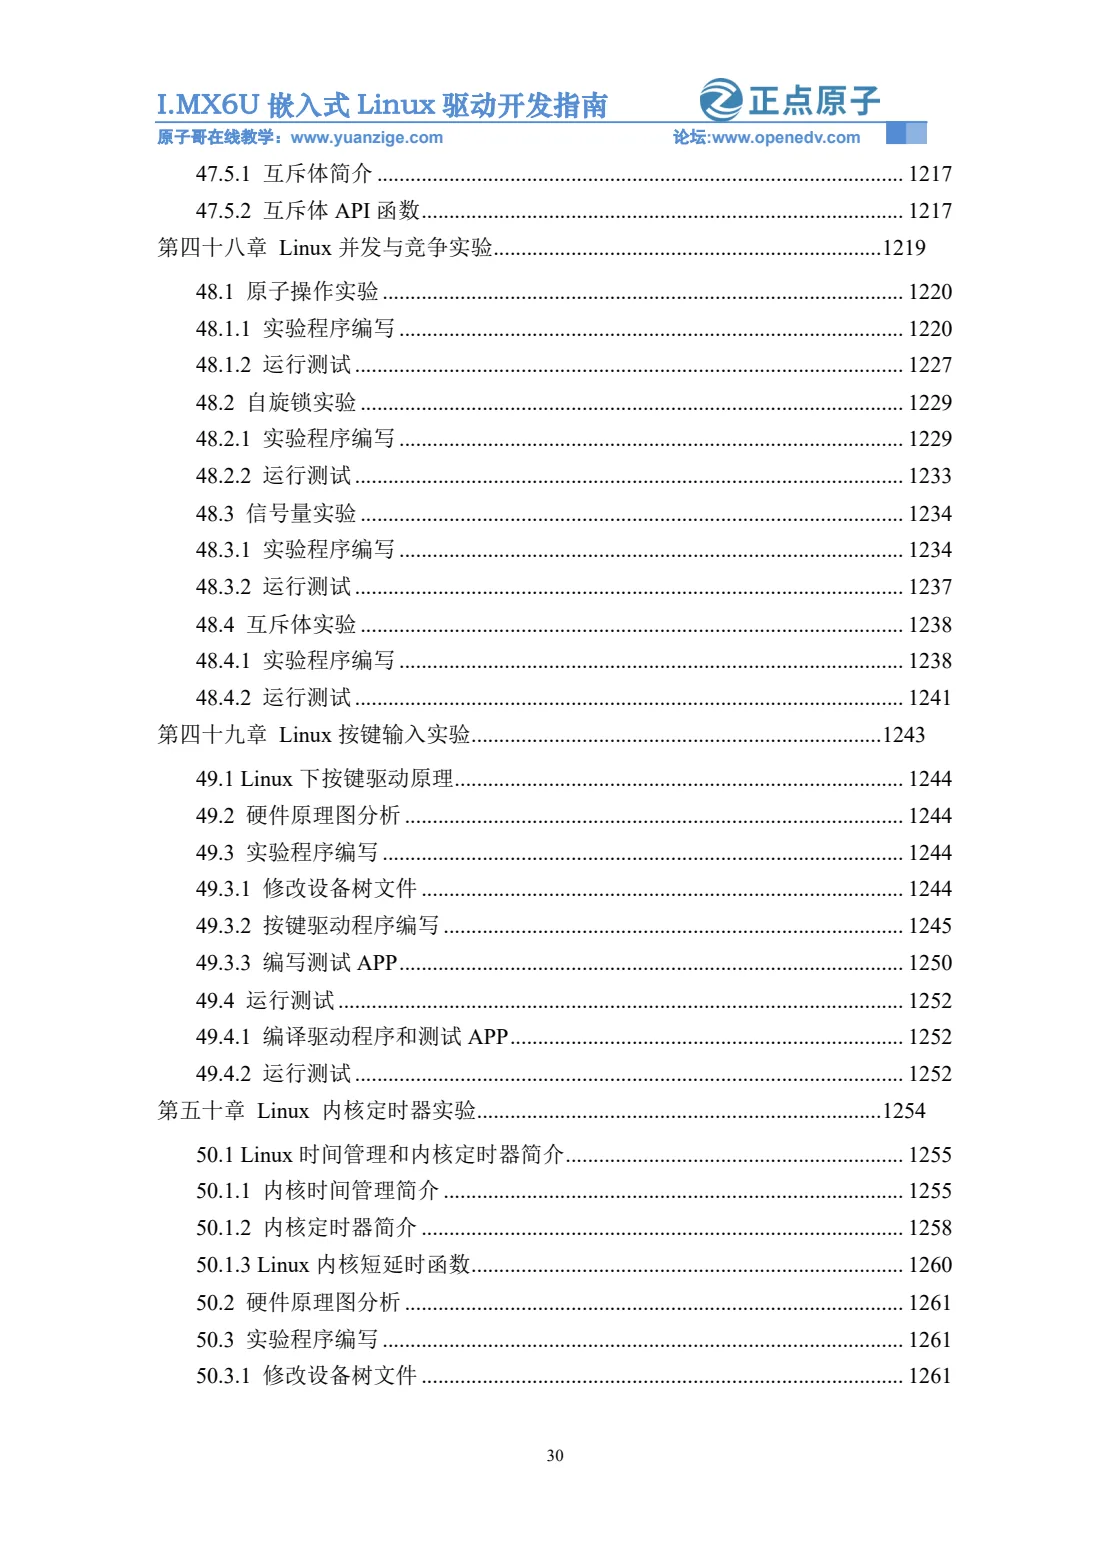 I.MX6U 嵌入式 Linux 驱动开发指南
正点原子
原子哥在线教学：www.yuanzige.com 论坛:www.openedv.com
47.5.1 互斥体简介 ................................ 1217
47.5.2 互斥体 API 函数 ................................ 1217
第四十八章 Linux 并发与竞争实验 ................................ 1219
48.1 原子操作实验 ................................ 1220
48.1.1 实验程序编写 ................................ 1220
48.1.2 运行测试 ................................ 1227
48.2 自旋锁实验 ................................ 1229
48.2.1 实验程序编写 ................................ 1229
48.2.2 运行测试 ................................ 1233
48.3 信号量实验 ................................ 1234
48.3.1 实验程序编写 ................................ 1234
48.3.2 运行测试 ................................ 1237
48.4 互斥体实验 ................................ 1238
48.4.1 实验程序编写 ................................ 1238
48.4.2 运行测试 ................................ 1241
第四十九章 Linux 按键输入实验 ................................ 1243
49.1 Linux 下按键驱动原理 ................................ 1244
49.2 硬件原理图分析 ................................ 1244
49.3 实验程序编写 ................................ 1244
49.3.1 修改设备树文件 ................................ 1244
49.3.2 按键驱动程序编写 ................................ 1245
49.3.3 编写测试 APP ................................ 1250
49.4 运行测试 ................................ 1252
49.4.1 编译驱动程序和测试 APP ................................ 1252
49.4.2 运行测试 ................................ 1252
第五十章 Linux 内核定时器实验 ................................ 1254
50.1 Linux 时间管理和内核定时器简介 ................................ 1255
50.1.1 内核时间管理简介 ................................ 1255
50.1.2 内核定时器简介 ................................ 1258
50.1.3 Linux 内核短延时函数 ................................ 1260
50.2 硬件原理图分析 ................................ 1261
50.3 实验程序编写 ................................ 1261
50.3.1 修改设备树文件 ................................ 1261
30